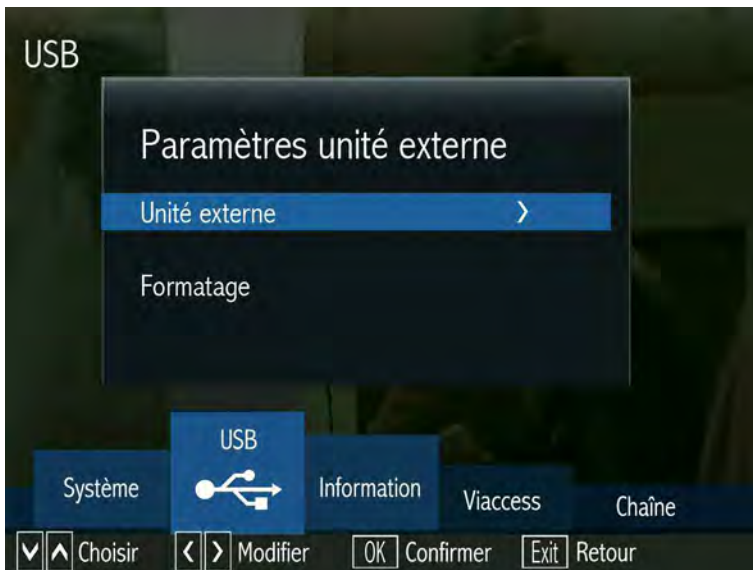 USB
Paramètres unité externe
Unité externe
Formatage
USB
Système Information Viaccess Chaîne
Choisir Modifier OK Confirmer Exit Retour